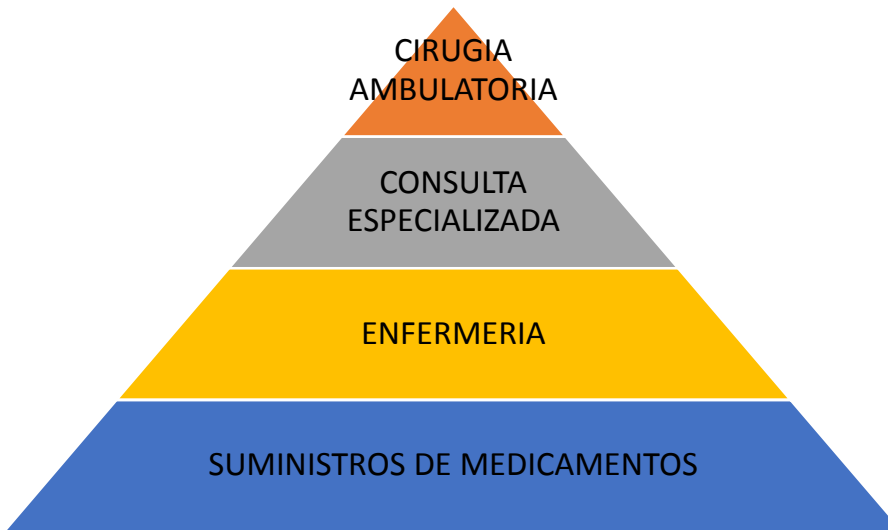 CIRUGIA
AMBULATORIA
CONSULTA
ESPECIALIZADA
ENFERMERIA
SUMINISTROS DE MEDICAMENTOS